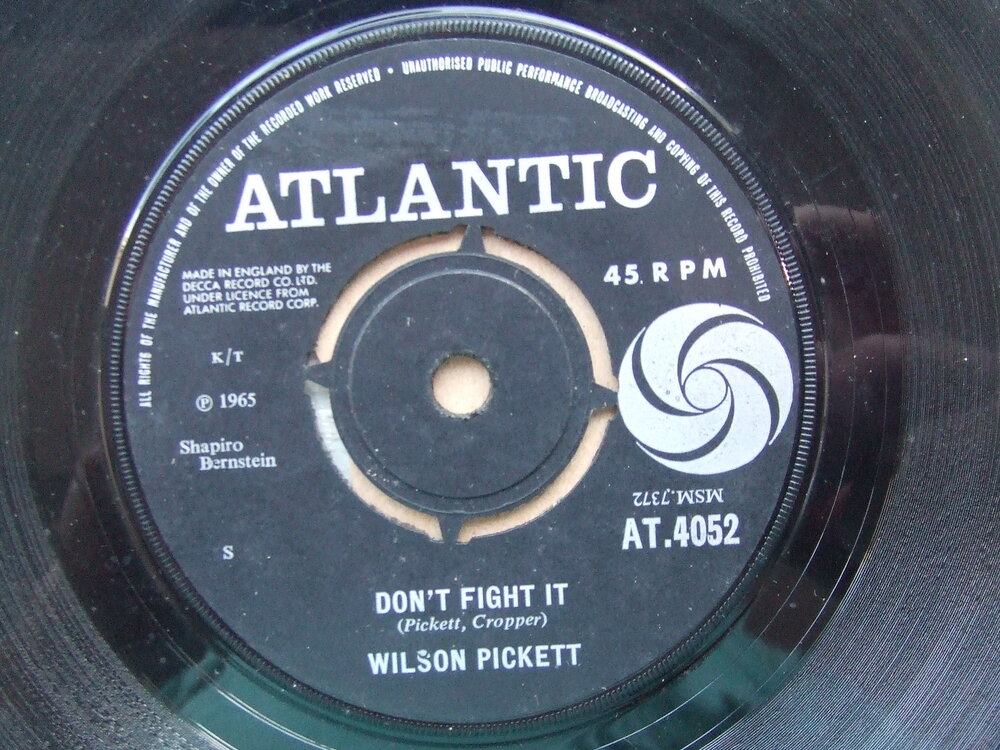 ALL RIGHTS OF THE MANUFACTURER AND OF THE OWNER OF THE RECORDED WORK RESERVED • UNAUTHORISED PUBLIC PERFORMANCE BROADCASTING AND COPYING OF THIS RECORD PROHIBITED
ATLANTIC
MADE IN ENGLAND BY THE
DECCA RECORD CO. LTD.
UNDER LICENCE FROM
ATLANTIC RECORD CORP.
45. R P M
K/T
℗ 1965
Shapiro
Bernstein
MSM.7372
AT.4052
S
DON'T FIGHT IT
(Pickett, Cropper)
WILSON PICKETT